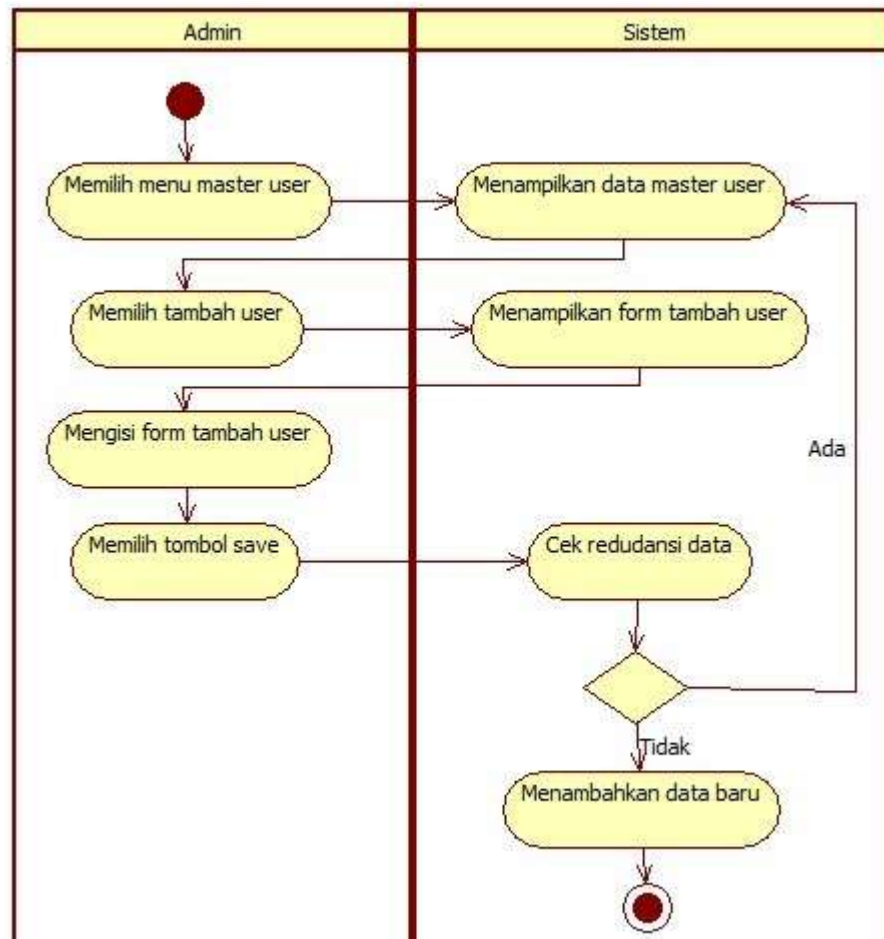 Admin
Sistem
Memilih menu master user
Menampilkan data master user
Memilih tambah user
Menampilkan form tambah user
Mengisi form tambah user
Ada
Memilih tombol save
Cek redudansi data
Tidak
Menambahkan data baru